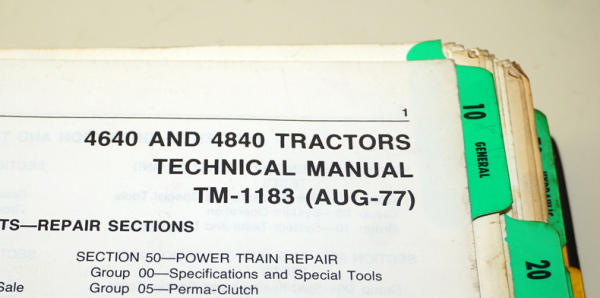 1
4640 AND 4840 TRACTORS
TECHNICAL MANUAL
TM-1183 (AUG-77)
TS—REPAIR SECTIONS
SECTION 50—POWER TRAIN REPAIR
Group 00—Specifications and Special Tools
Sale
Group 05—Perma-Clutch
10
GENERAL
20